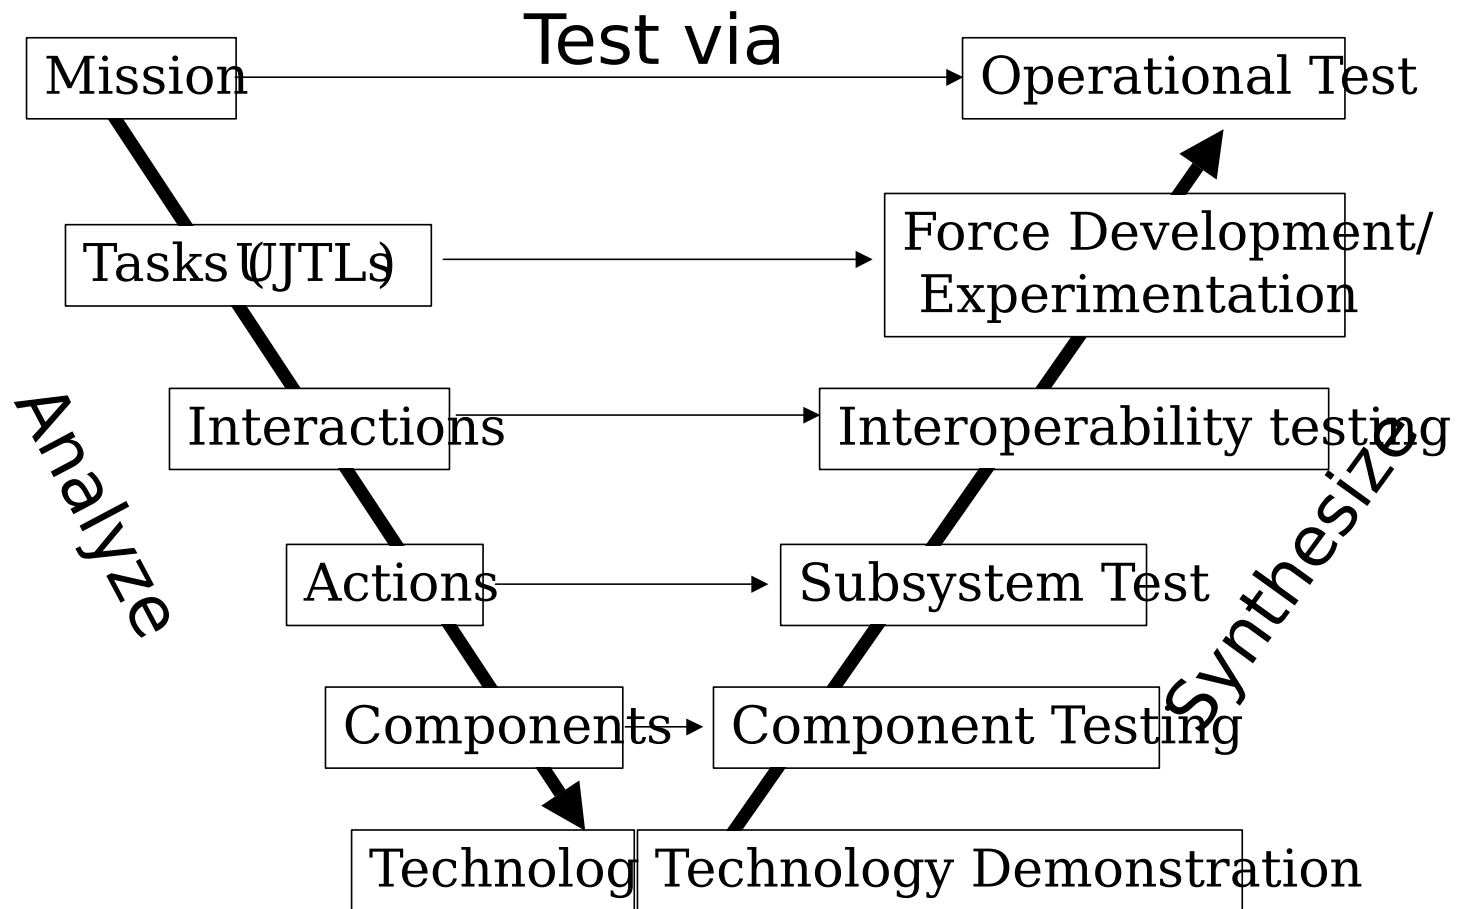 Test via
Mission
Operational Test
Tasks (UJTLs)
Force Development/
Experimentation
Interactions
Interoperability testing
Analyze
Synthesize
Actions
Subsystem Test
Components
Component Testing
Technolog
Technology Demonstration